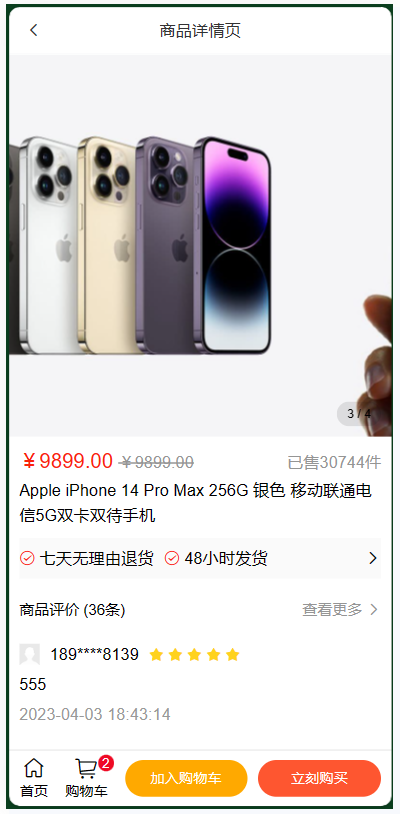 商品详情页
3 / 4
￥9899.00 ￥9899.00 已售30744件
Apple iPhone 14 Pro Max 256G 银色 移动联通电
信5G双卡双待手机
七天无理由退货 48小时发货
商品评价 (36条) 查看更多
189****8139
555
2023-04-03 18:43:14
2
首页 购物车 加入购物车 立刻购买